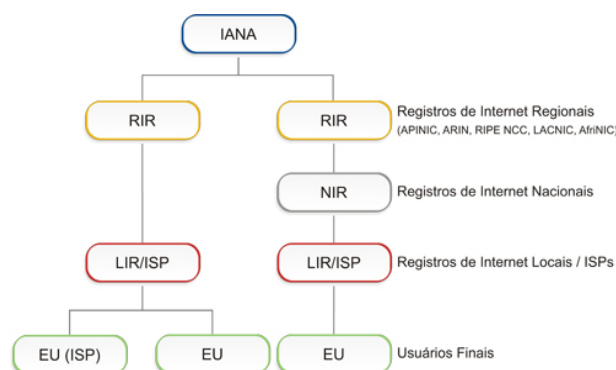 IANA
RIR
RIR
Registros de Internet Regionais
(APINIC, ARIN, RIPE NCC, LACNIC, AfriNIC)
NIR
Registros de Internet Nacionais
LIR/ISP
LIR/ISP
Registros de Internet Locais / ISPs
EU (ISP)
EU
EU
Usuários Finais